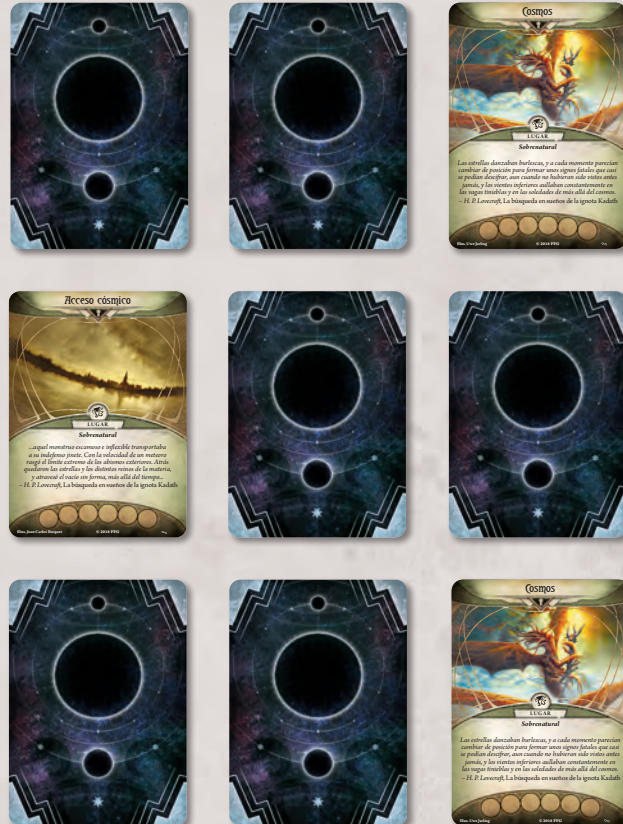 Cosmos
LUGAR
Sobrenatural
Las estrellas danzaban burlescas, y a cada momento parecían
cambiar de posición para formar unos signos fatales que casi
se podían descifrar, aun cuando no hubieran sido vistos antes
jamás, y los vientos inferiores aullaban constantemente en
las vagas tinieblas y en las soledades de más allá del cosmos.
– H. P. Lovecraft, La búsqueda en sueños de la ignota Kadath
Illus. Uwe Jarling © 2016 FFG
Acceso cósmico
LUGAR
Sobrenatural
...aquel monstruo escamoso e inflexible transportaba
a su indefenso jinete. Con la velocidad de un meteoro
rasgó el límite extremo de los abismos exteriores. Atrás
quedaron las estrellas y los distintos reinos de la materia,
y atravesó el vacío sin forma, más allá del tiempo...
– H. P. Lovecraft, La búsqueda en sueños de la ignota Kadath
© 2016 FFG
Cosmos
LUGAR
Sobrenatural
Las estrellas danzaban burlescas, y a cada momento parecían
cambiar de posición para formar unos signos fatales que casi
se podían descifrar, aun cuando no hubieran sido vistos antes
jamás, y los vientos inferiores aullaban constantemente en
las vagas tinieblas y en las soledades de más allá del cosmos.
– H. P. Lovecraft, La búsqueda en sueños de la ignota Kadath
Illus. Uwe Jarling © 2016 FFG